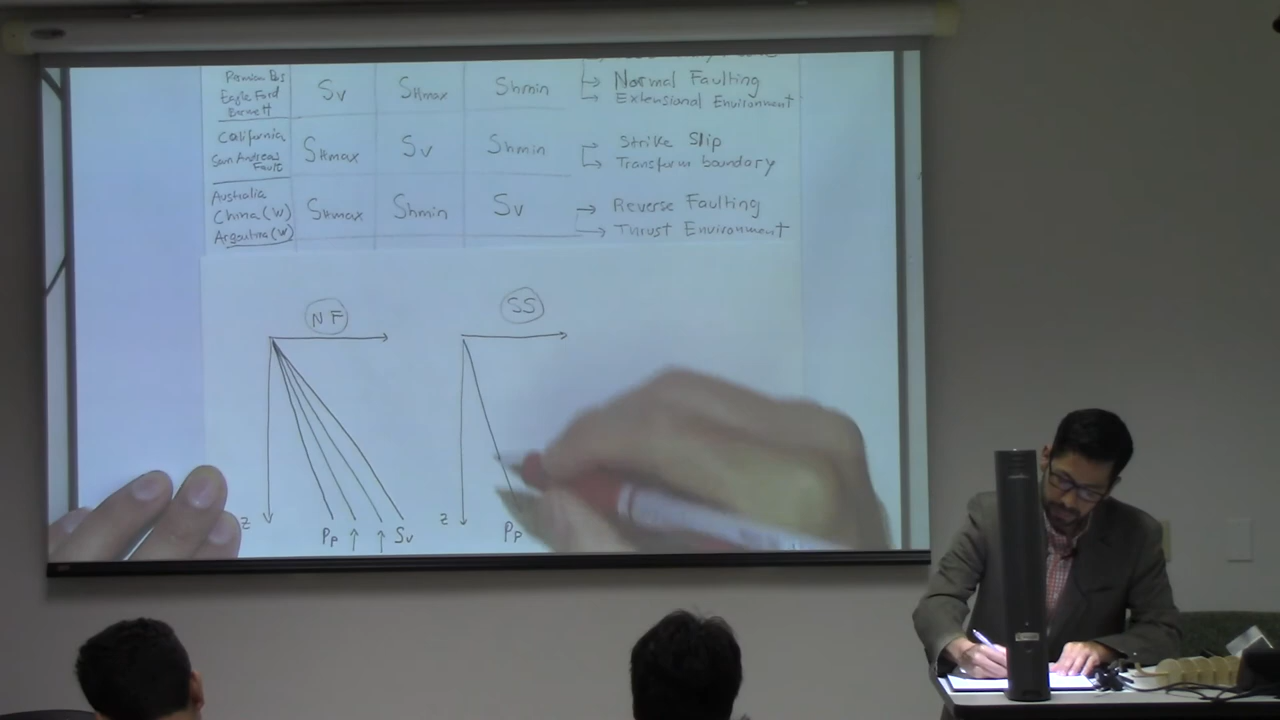 Permian Bs
Eagle Ford
Barnett
Sv
SHmax
Shmin
Normal Faulting
Extensional Environment
California
San Andreas
Fault
SHmax
Sv
Shmin
Strike Slip
Transform boundary
Australia
China (W)
Argentina (W)
SHmax
Shmin
Sv
Reverse Faulting
Thrust Environment
NF
SS
z
Pp
Sv
z
Pp